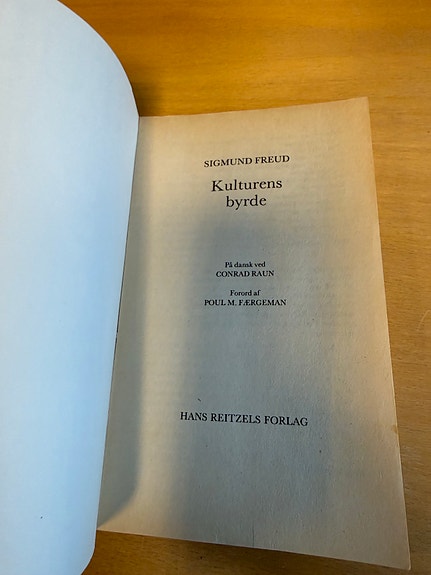 SIGMUND FREUD
Kulturens
byrde
På dansk ved
CONRAD RAUN
Forord af
POUL M. FÆRGEMAN
HANS REITZELS FORLAG